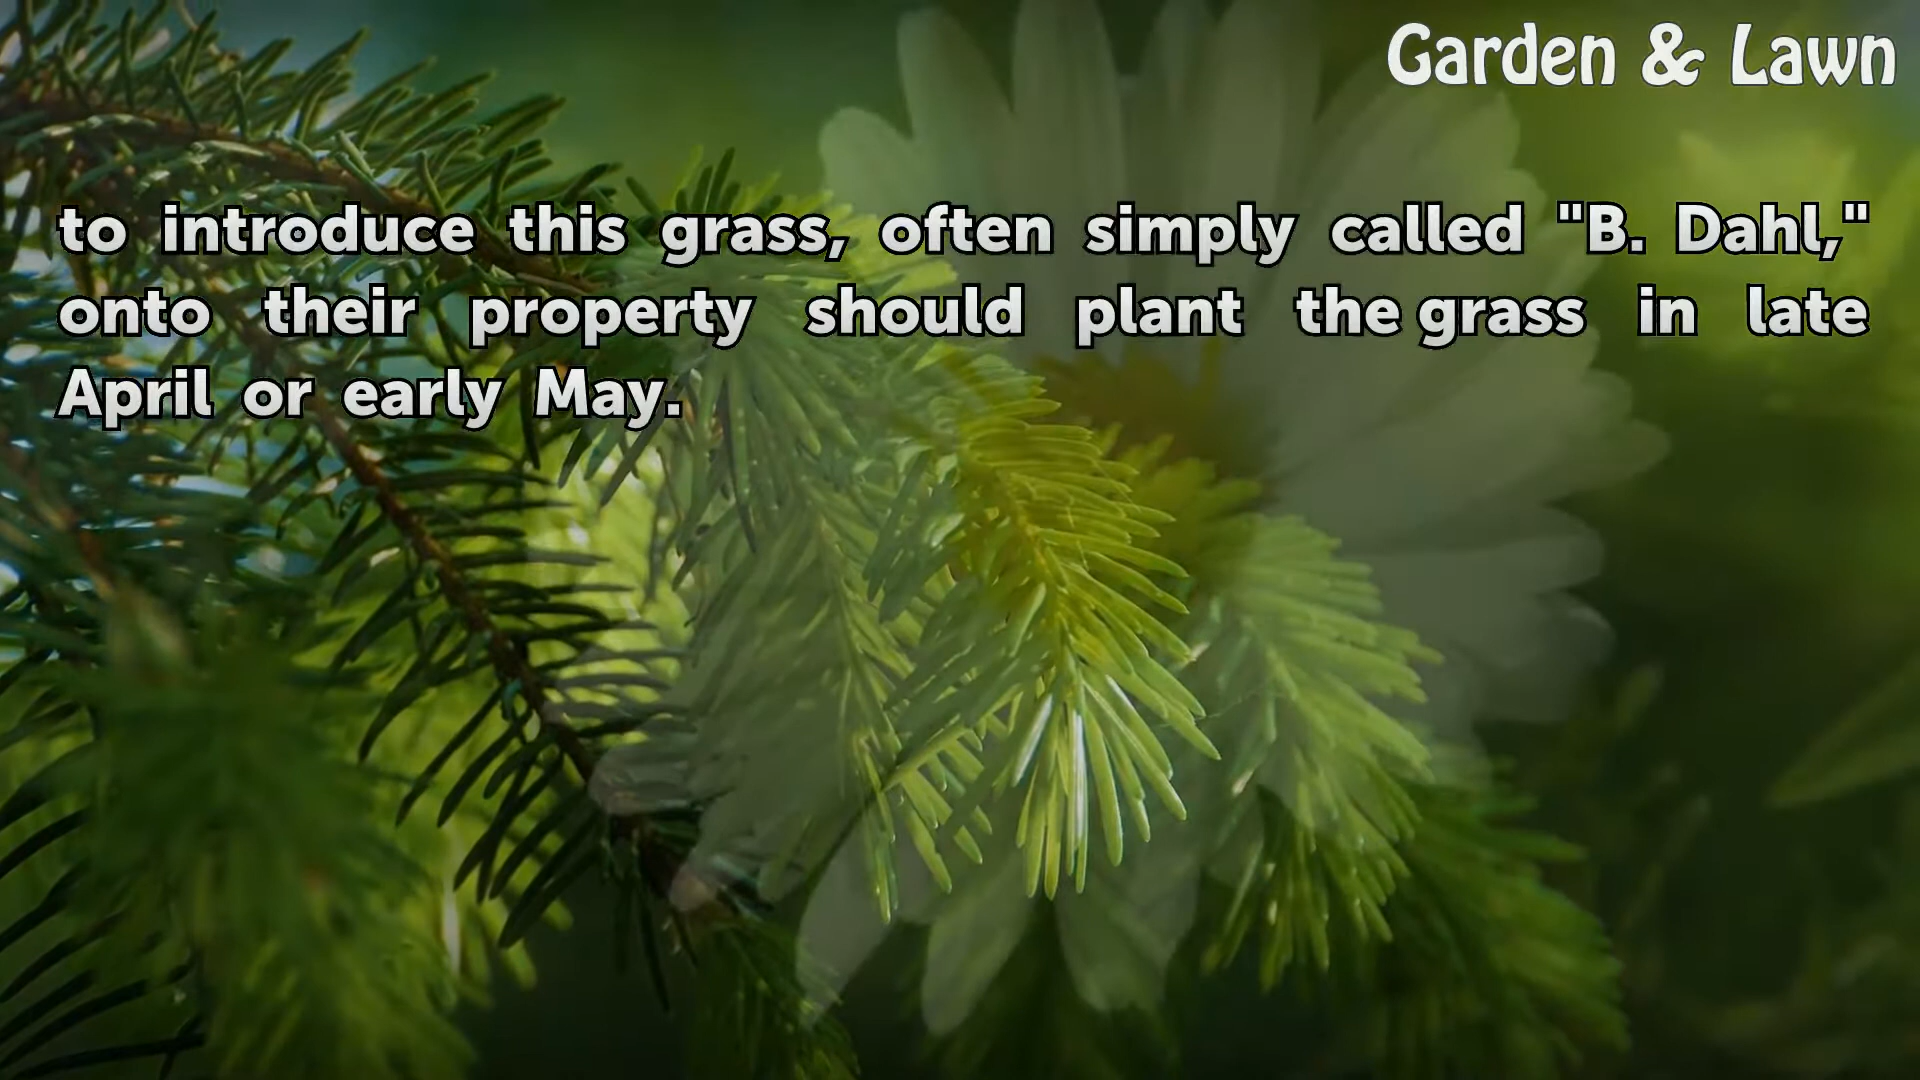 Garden & Lawn
to introduce this grass, often simply called "B. Dahl,"
onto their property should plant the grass in late
April or early May.